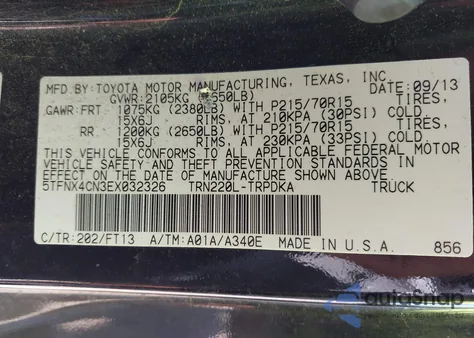 MFD.BY:TOYOTA MOTOR MANUFACTURING, TEXAS, INC.
GVWR:2105KG ( 650LB) DATE: 09/13
GAWR:FRT 1075KG (2380LB) WITH P215/70R15 TIRES,
15X6J RIMS, AT 210KPA (30PSI) COLD,
RR 1200KG (2650LB) WITH P215/70R15 TIRES,
15X6J RIMS, AT 230KPA (33PSI) COLD.
THIS VEHICLE CONFORMS TO ALL APPLICABLE FEDERAL MOTOR
VEHICLE SAFETY AND THEFT PREVENTION STANDARDS IN
EFFECT ON THE DATE OF MANUFACTURE SHOWN ABOVE.
5TFNX4CN3EX032326 TRN220L-TRPDKA TRUCK
C/TR:202/FT13 A/TM:A01A/A340E MADE IN U.S.A. 856
autoSnap